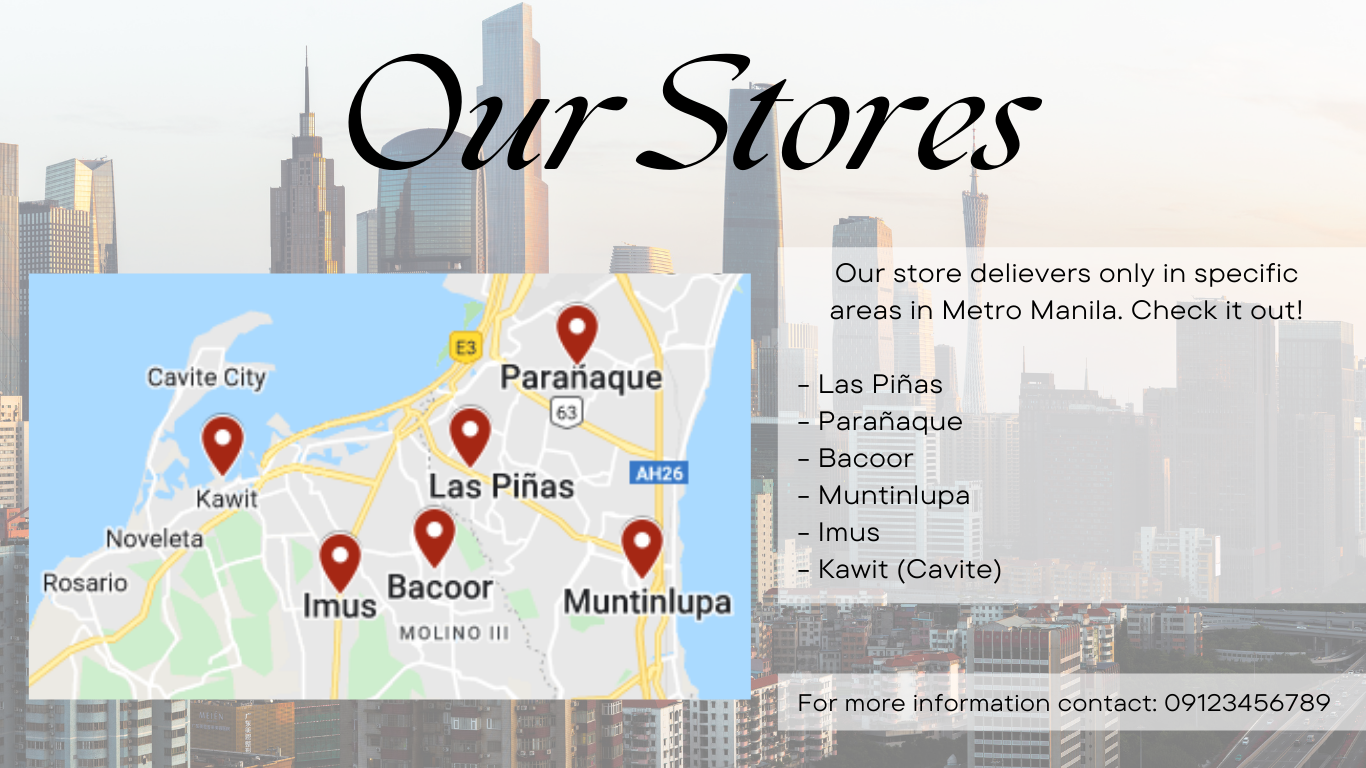 Our Stores
Our store delievers only in specific
areas in Metro Manila. Check it out!
- Las Piñas
- Parañaque
- Bacoor
- Muntinlupa
- Imus
- Kawit (Cavite)
For more information contact: 09123456789
E3
Cavite City
Parañaque
63
AH26
Las Piñas
Kawit
Noveleta
Rosario
Bacoor
Imus
Muntinlupa
MOLINO III